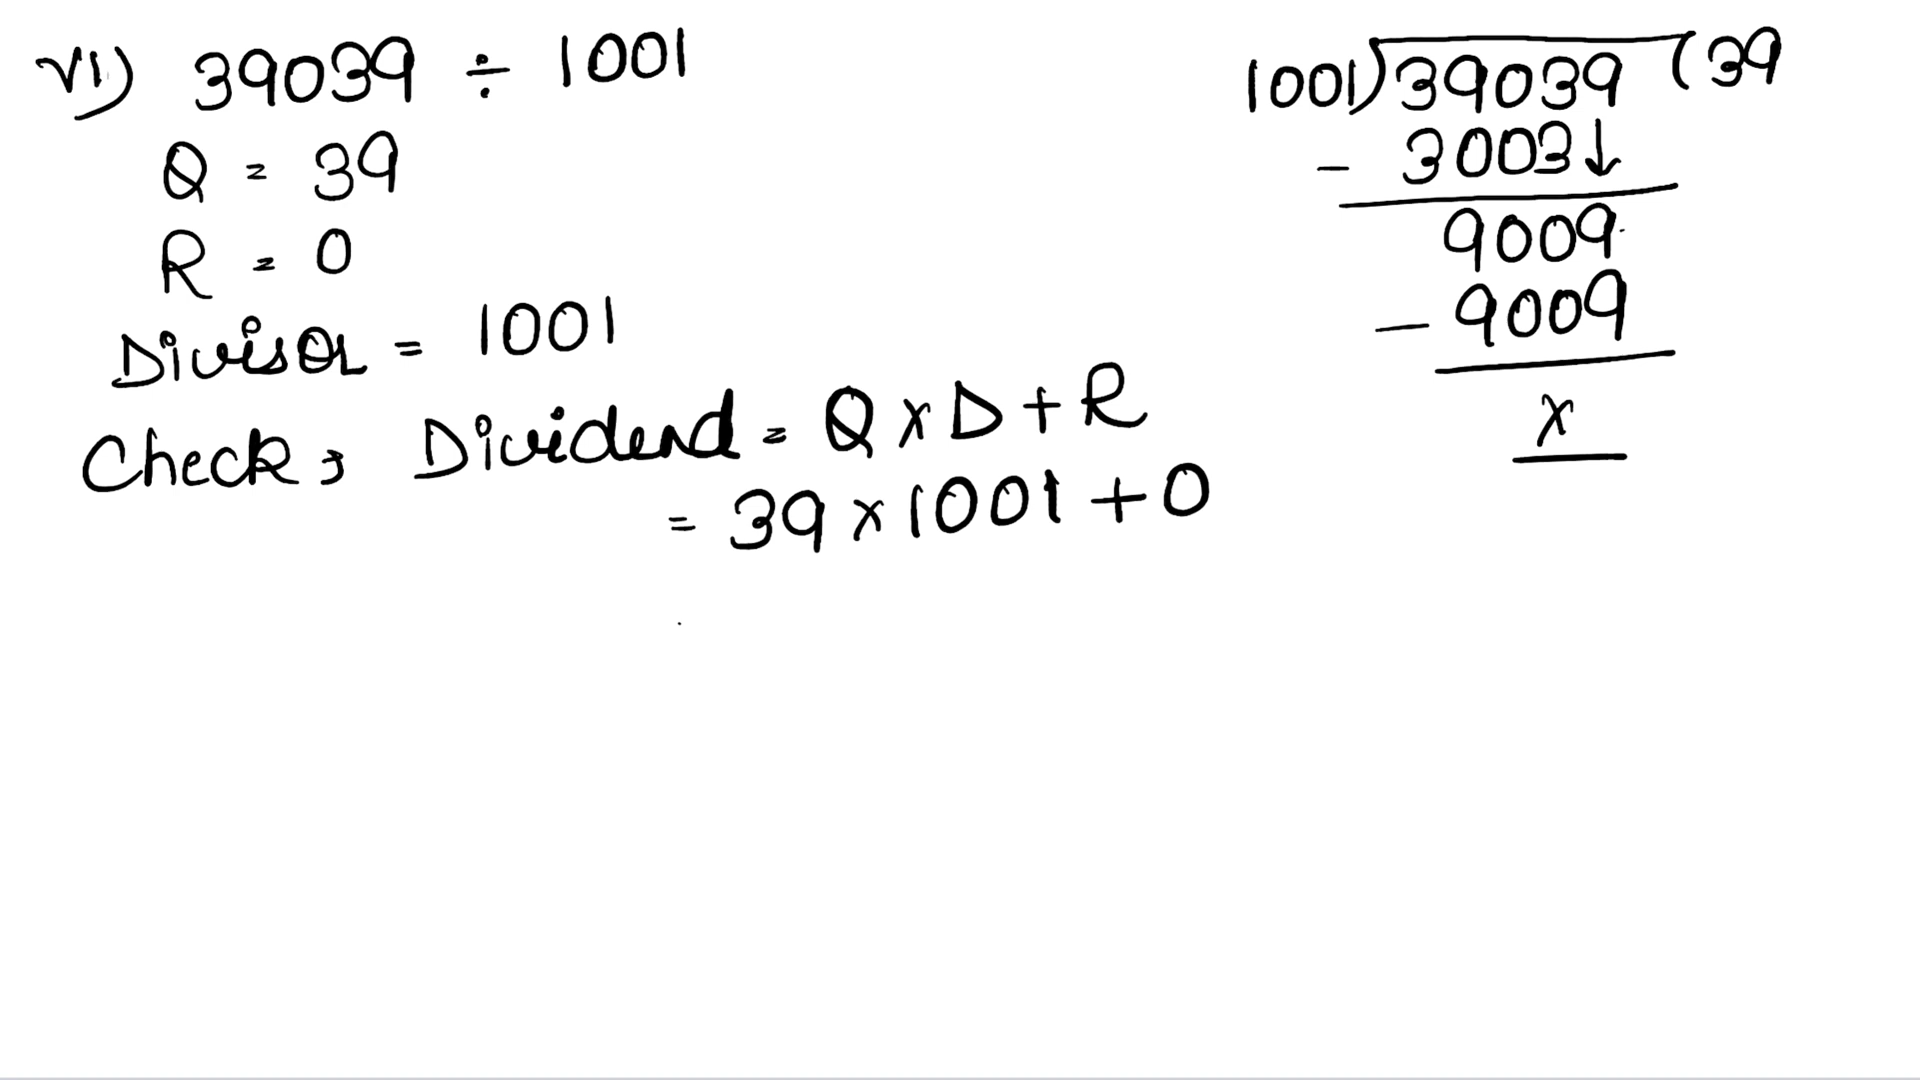 vi) 39039 ÷ 1001
Q = 39
R = 0
Divisor = 1001
Check, Dividend = Q x D + R
= 39 x 1001 + 0
1001)39039(39
- 3003↓
9009
- 9009
x